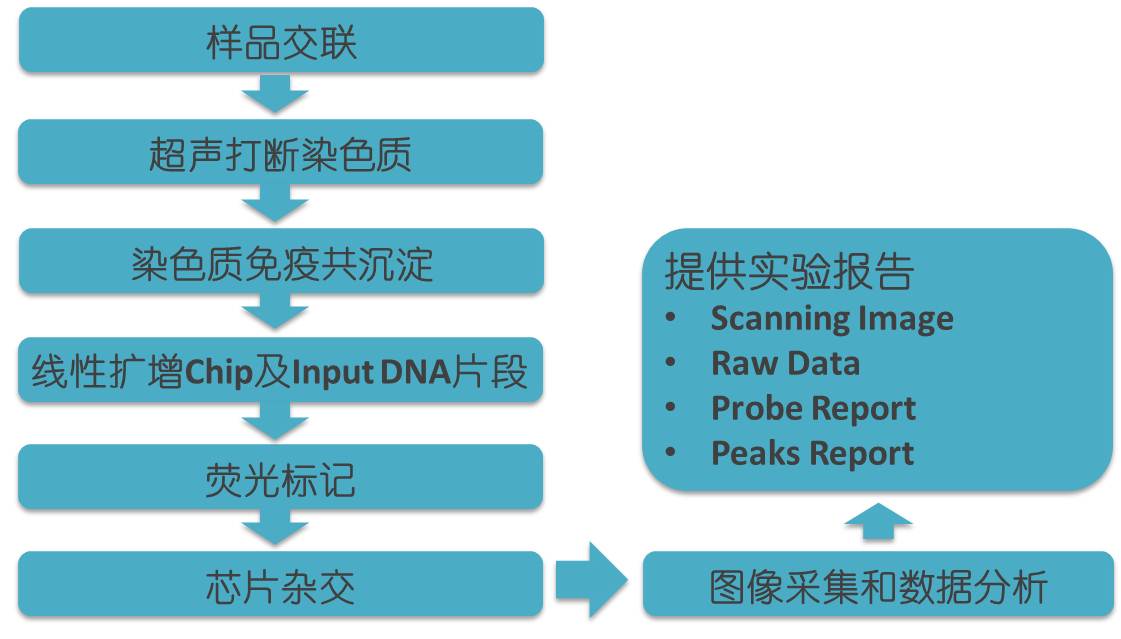 样品交联
超声打断染色质
染色质免疫共沉淀
线性扩增Chip及Input DNA片段
荧光标记
芯片杂交
图像采集和数据分析
提供实验报告
• Scanning Image
• Raw Data
• Probe Report
• Peaks Report